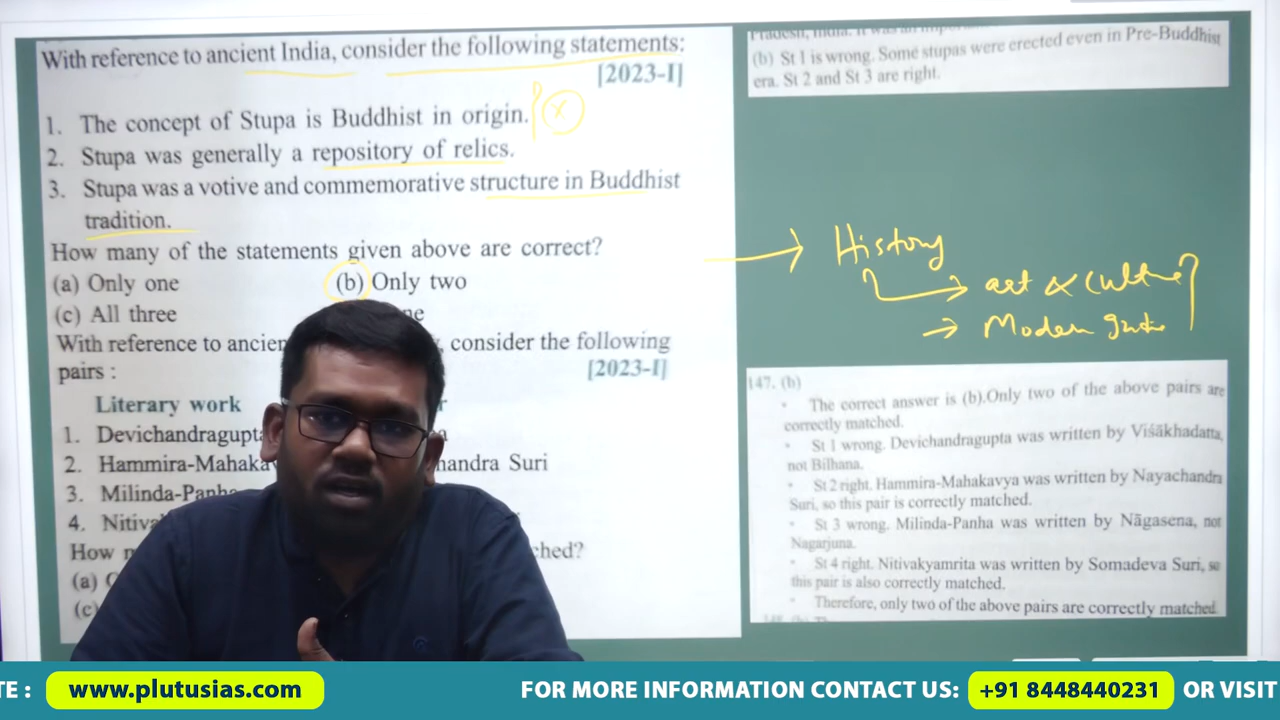 With reference to ancient India, consider the following statements:
[2023-I]
1. The concept of Stupa is Buddhist in origin.
2. Stupa was generally a repository of relics.
3. Stupa was a votive and commemorative structure in Buddhist
tradition.
How many of the statements given above are correct?
(a) Only one (b) Only two
(c) All three
With reference to ancien , consider the following
pairs : [2023-I]
Literary work
1. Devichandragupta
2. Hammira-Mahaka handra Suri
3. Milinda-Panha
4. Nitiva
How ched?
(a)
(c)
(b) St 1 is wrong. Some stupas were erected even in Pre-Buddhist
era. St 2 and St 3 are right.
→ History
→ art & culture
→ Modern
147. (b)
• The correct answer is (b).Only two of the above pairs are
correctly matched.
• St 1 wrong. Devichandragupta was written by Viśākhadatta,
not Bilhana.
• St 2 right. Hammira-Mahakavya was written by Nayachandra
Suri, so this pair is correctly matched.
• St 3 wrong. Milinda-Panha was written by Nāgasena, not
Nagarjuna.
• St 4 right. Nitivakyamrita was written by Somadeva Suri, so
this pair is also correctly matched.
• Therefore, only two of the above pairs are correctly matched.
TE : www.plutusias.com FOR MORE INFORMATION CONTACT US: +91 8448440231 OR VISIT